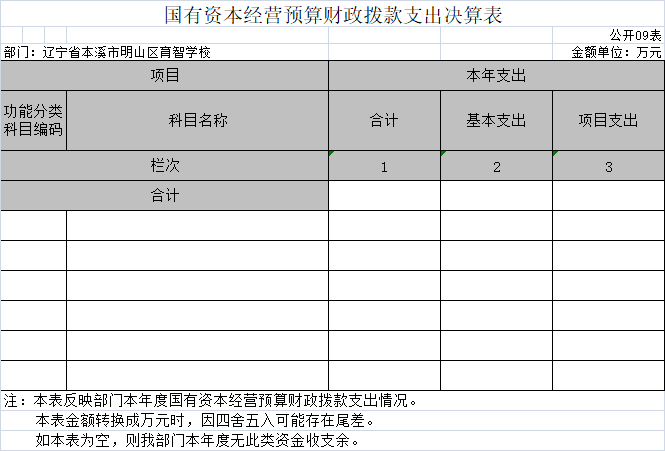 国有资本经营预算财政拨款支出决算表
公开09表
部门：辽宁省本溪市明山区育智学校 金额单位：万元
项目 本年支出
功能分类
科目编码 科目名称 合计 基本支出 项目支出
栏次 1 2 3
合计
注：本表反映部门本年度国有资本经营预算财政拨款支出情况。
本表金额转换成万元时，因四舍五入可能存在尾差。
如本表为空，则我部门本年度无此类资金收支余。